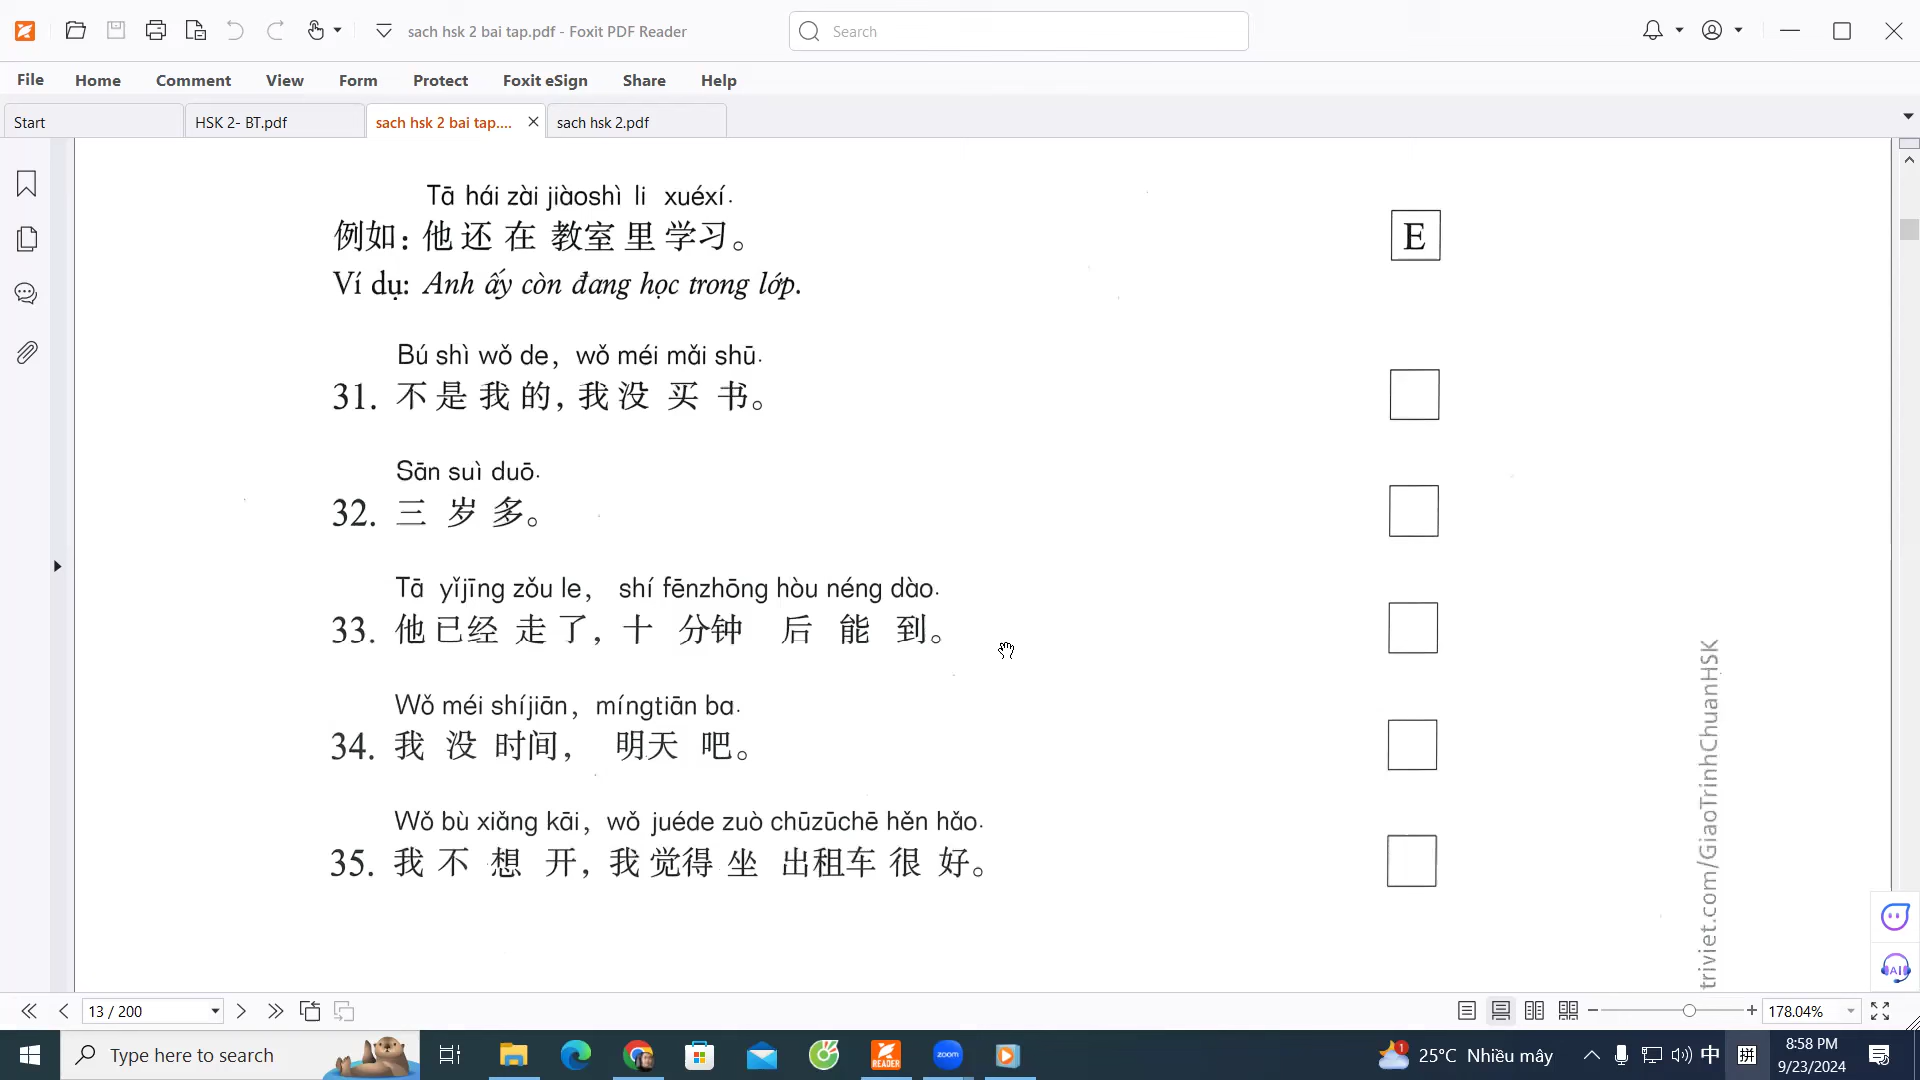 sach hsk 2 bai tap.pdf - Foxit PDF Reader
Search
File Home Comment View Form Protect Foxit eSign Share Help
Start
HSK 2- BT.pdf
sach hsk 2 bai tap....
sach hsk 2.pdf
Tā hái zài jiàoshì li xuéxí.
例如: 他 还 在 教室 里 学习。
E
Ví dụ: Anh ấy còn đang học trong lớp.
Bú shì wǒ de, wǒ méi mǎi shū.
31. 不 是 我 的, 我 没 买 书。
Sān suì duō.
32. 三 岁 多。
Tā yǐjīng zǒu le, shí fēnzhōng hòu néng dào.
33. 他 已经 走 了, 十 分钟 后 能 到。
Wǒ méi shíjiān, míngtiān ba.
34. 我 没 时间, 明天 吧。
Wǒ bù xiǎng kāi, wǒ juéde zuò chūzūchē hěn hǎo.
35. 我 不 想 开, 我 觉得 坐 出租车 很 好。
triviet.com/GiaoTrinhChuanHSK
AI
13 / 200
178.04%
Type here to search
READER
zoom
1
25°C Nhiều mây
中
拼
8:58 PM
9/23/2024